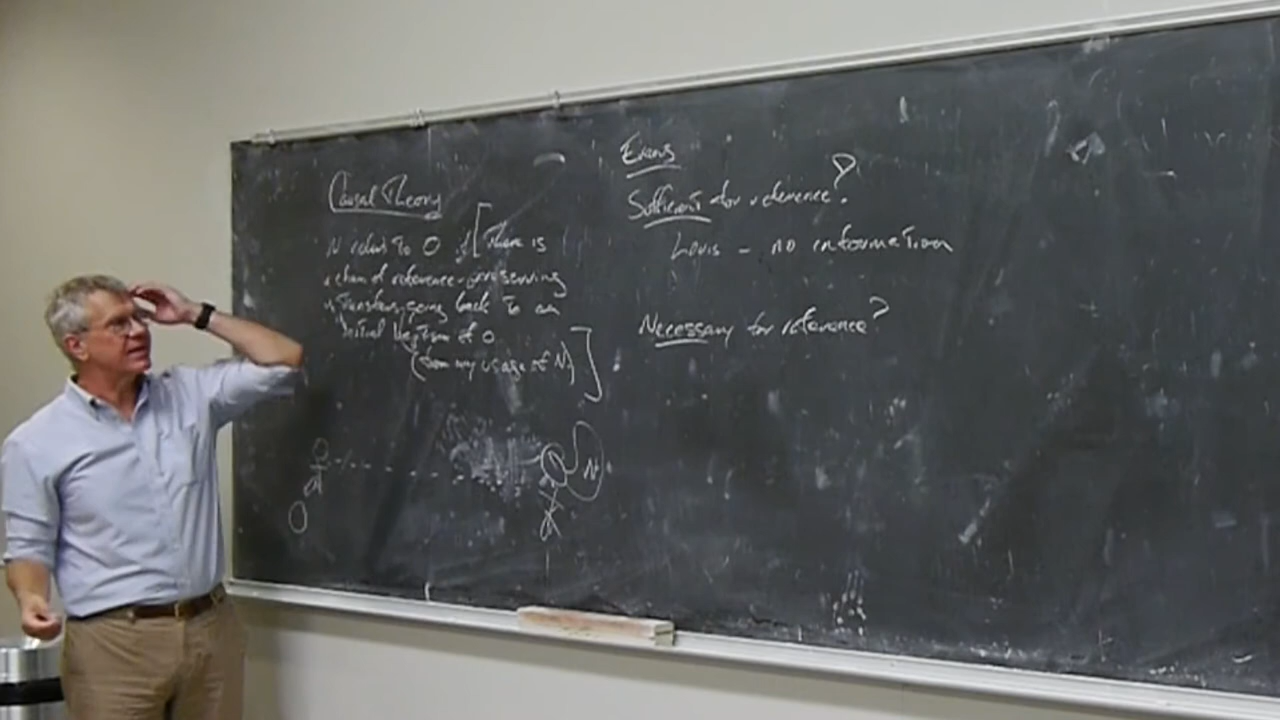 Causal Theory
N refers to O if [There is
a chain of reference-preserving
transfers going back to an
initial baptism of O
(from my usage of N)]
N
O
Evans
Sufficient for reference?
Louis - no information
Necessary for reference?